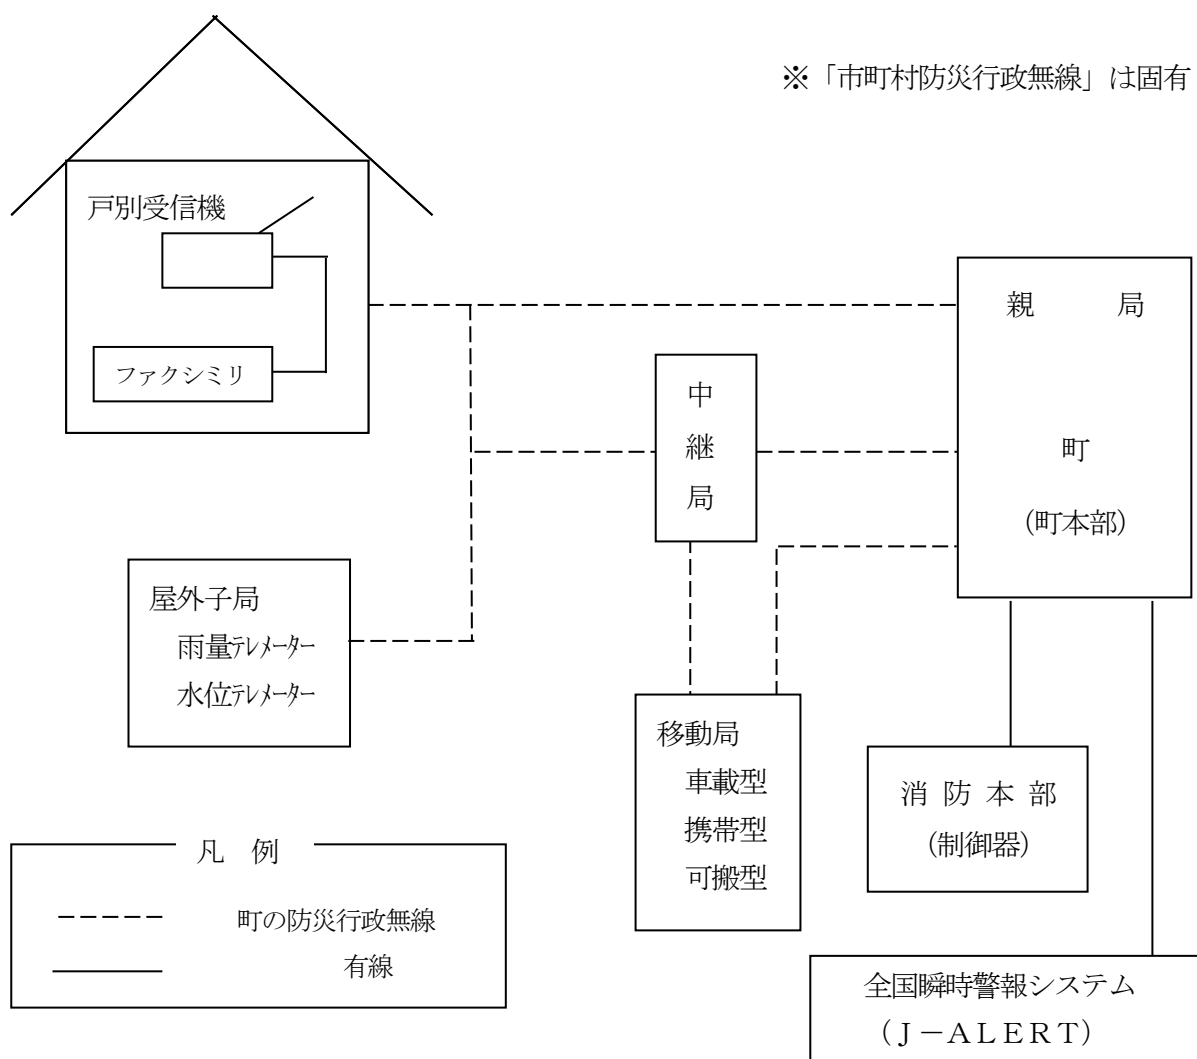 ※「市町村防災行政無線」は固有
戸別受信機
ファクシミリ
親　局
中
継
局
町
(町本部)
屋外子局
雨量ﾃﾚﾒｰﾀｰ
水位ﾃﾚﾒｰﾀｰ
移動局
車載型
携帯型
可搬型
消 防 本 部
(制御器)
凡　例
町の防災行政無線
有線
全国瞬時警報システム
（Ｊ－ＡＬＥＲＴ）